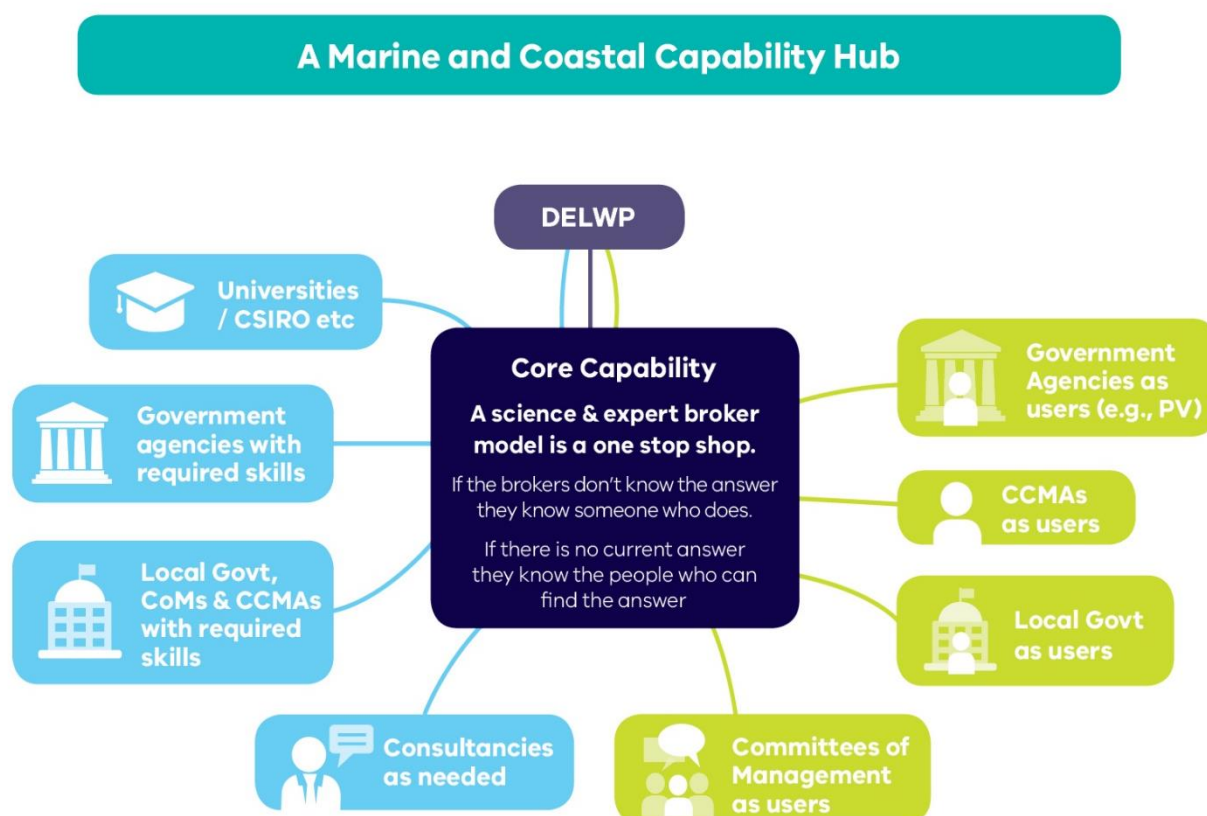 A Marine and Coastal Capability Hub
DELWP
Universities
/ CSIRO etc
Government
agencies with
required skills
Local Govt,
CoMs & CCMAs
with required
skills
Consultancies
as needed
Core Capability
A science & expert broker
model is a one stop shop.
If the brokers don't know the answer
they know someone who does.
If there is no current answer
they know the people who can
find the answer
Government
Agencies as
users (e.g., PV)
CCMAs
as users
Local Govt
as users
Committees of
Management
as users